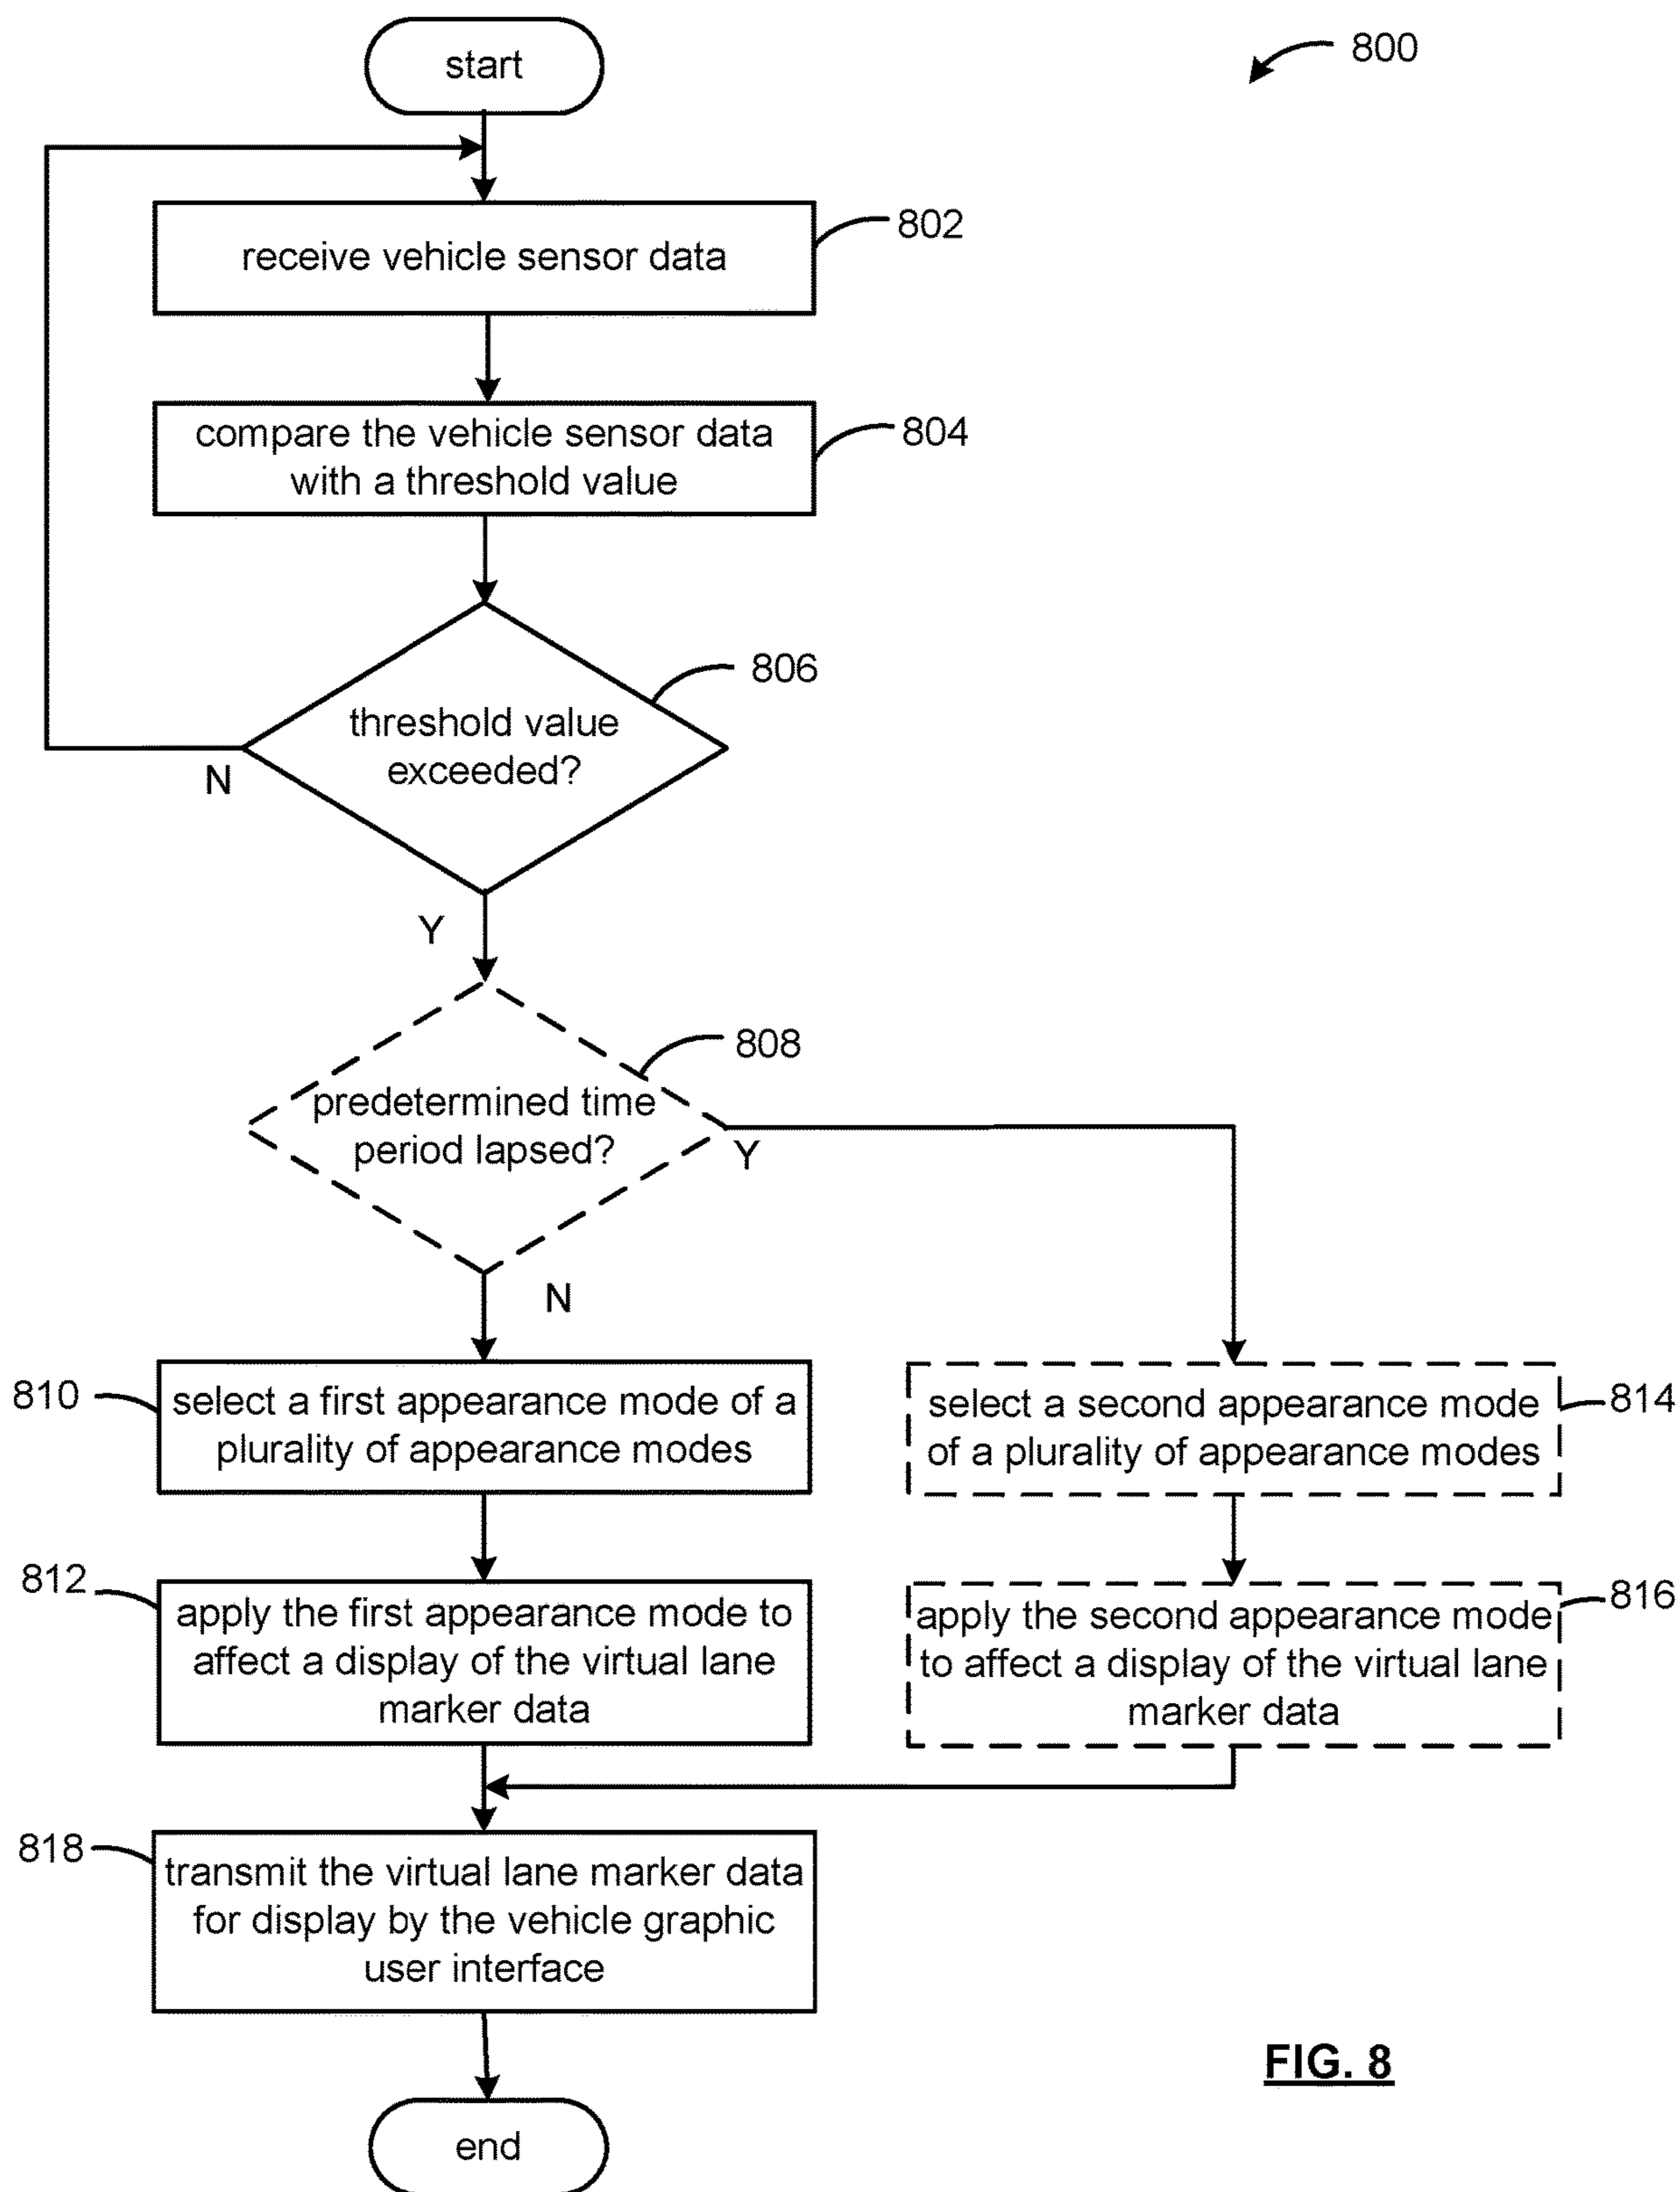 start
800
receive vehicle sensor data
802
compare the vehicle sensor data
with a threshold value
804
threshold value
exceeded?
806
N
Y
predetermined time
period lapsed?
808
Y
N
810
select a first appearance mode of a
plurality of appearance modes
select a second appearance mode
of a plurality of appearance modes
814
812
apply the first appearance mode to
affect a display of the virtual lane
marker data
apply the second appearance mode
to affect a display of the virtual lane
marker data
816
818
transmit the virtual lane marker data
for display by the vehicle graphic
user interface
end
FIG. 8